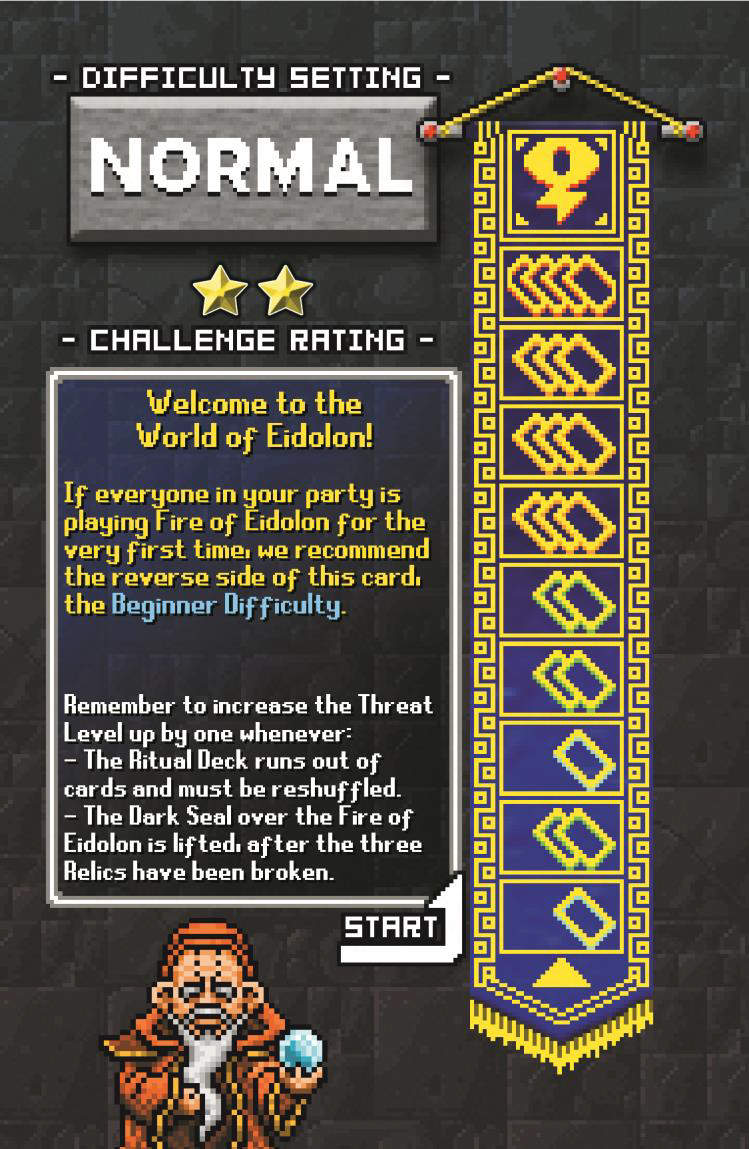 - DIFFICULTY SETTING -
NORMAL
- CHALLENGE RATING -
Welcome to the
World of Eidolon!
If everyone in your party is
playing Fire of Eidolon for the
very first time, we recommend
the reverse side of this card,
the Beginner Difficulty.
Remember to increase the Threat
Level up by one whenever:
- The Ritual Deck runs out of
cards and must be reshuffled.
- The Dark Seal over the Fire of
Eidolon is lifted, after the three
Relics have been broken.
START